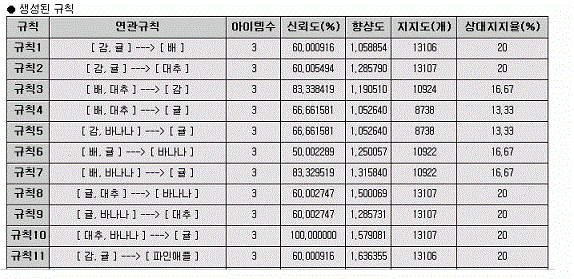 ● 생성된 규칙
규칙 연관규칙 아이템수 신뢰도(%) 향상도 지지도(개) 상대지지율(%)
규칙1 [ 감, 귤 ] ---> [ 배 ] 3 60,000916 1,058854 13106 20
규칙2 [ 감, 귤 ] ---> [ 대추 ] 3 60,005494 1,285790 13107 20
규칙3 [ 배, 대추 ] ---> [ 감 ] 3 83,338419 1,190510 10924 16,67
규칙4 [ 배, 대추 ] ---> [ 귤 ] 3 66,661581 1,052640 8738 13,33
규칙5 [ 감, 바나나 ] ---> [ 귤 ] 3 66,661581 1,052640 8738 13,33
규칙6 [ 배, 귤 ] ---> [ 바나나 ] 3 50,002289 1,250057 10922 16,67
규칙7 [ 배, 바나나 ] ---> [ 귤 ] 3 83,329519 1,315840 10922 16,67
규칙8 [ 귤, 대추 ] ---> [ 바나나 ] 3 60,002747 1,500069 13107 20
규칙9 [ 귤, 바나나 ] ---> [ 대추 ] 3 60,002747 1,285731 13107 20
규칙10 [ 대추, 바나나 ] ---> [ 귤 ] 3 100,000000 1,579081 13107 20
규칙11 [ 감, 귤 ] ---> [ 파인애플 ] 3 60,000916 1,636355 13106 20